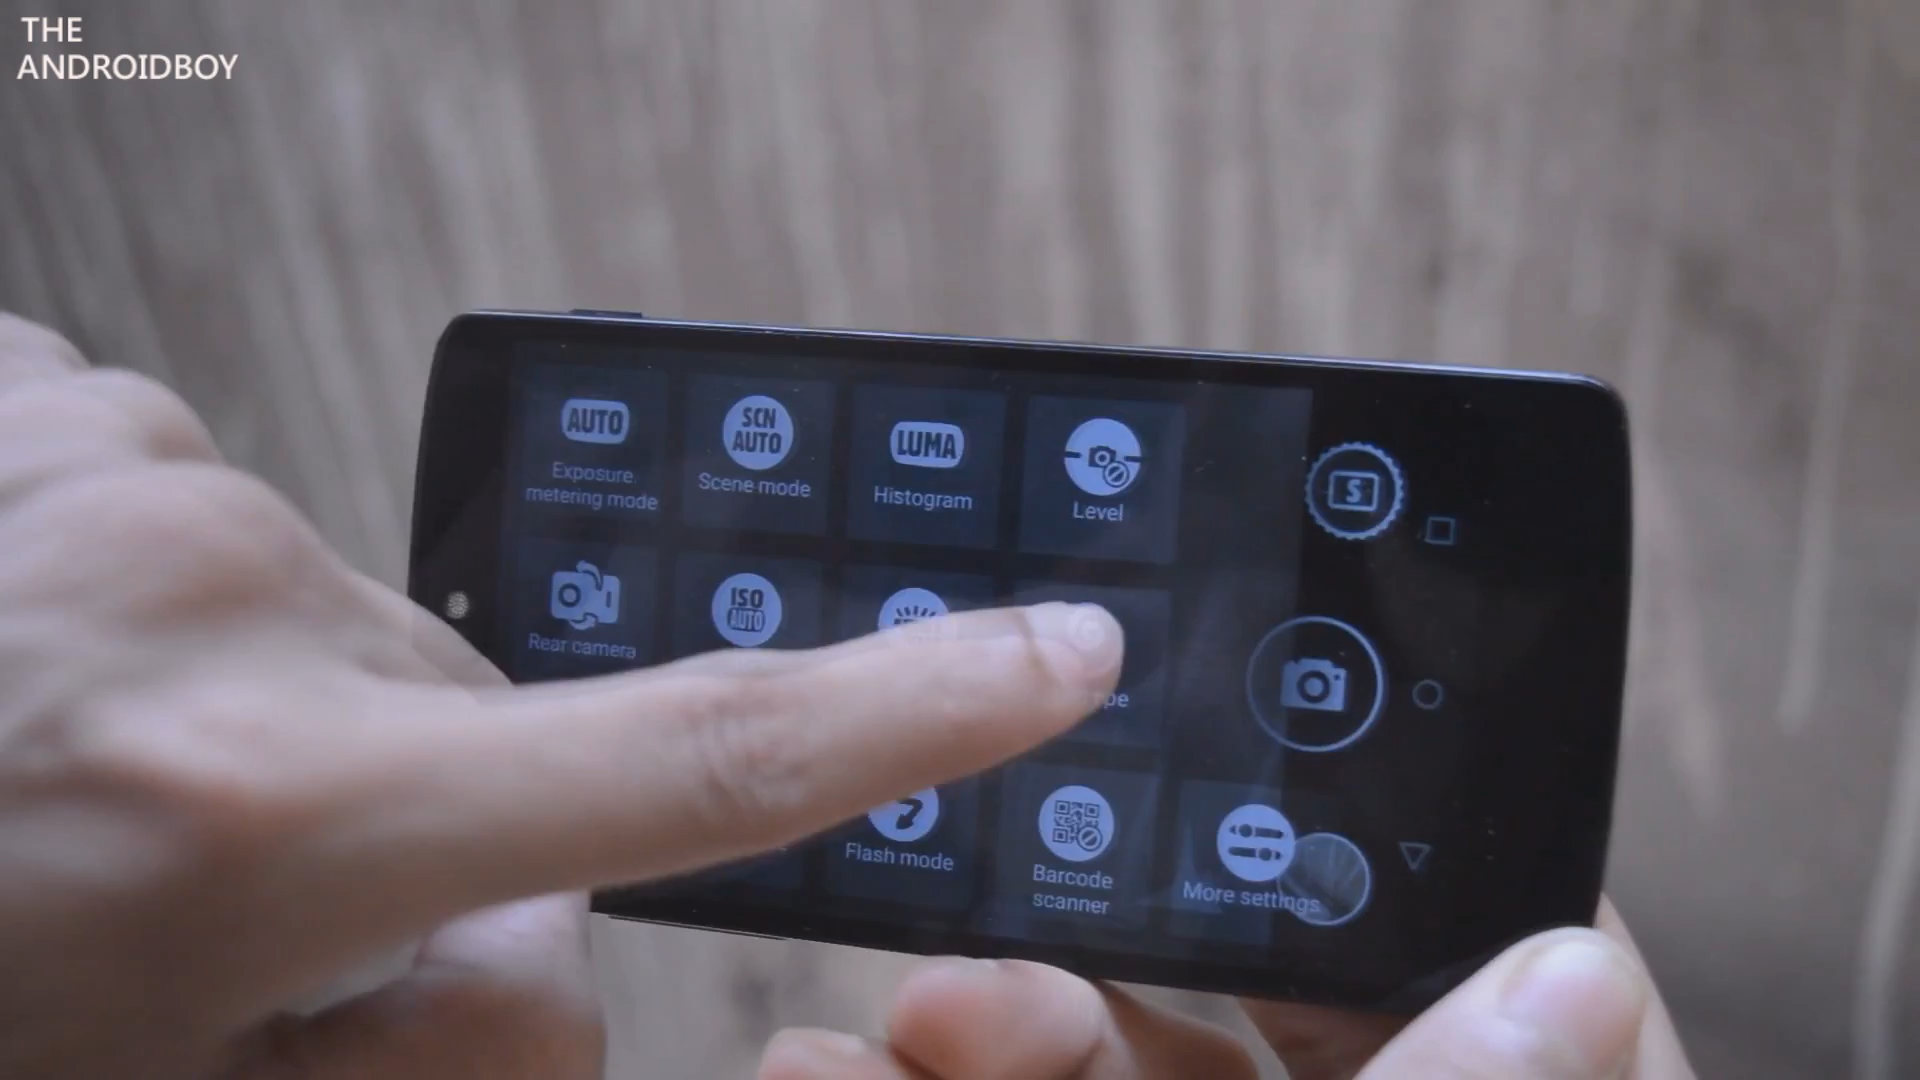 THE
ANDROIDBOY
AUTO
Exposure
metering mode
SCN
AUTO
Scene mode
LUMA
Histogram
Level
S
Rear camera
ISO
AUTO
Flash mode
Barcode
scanner
More settings